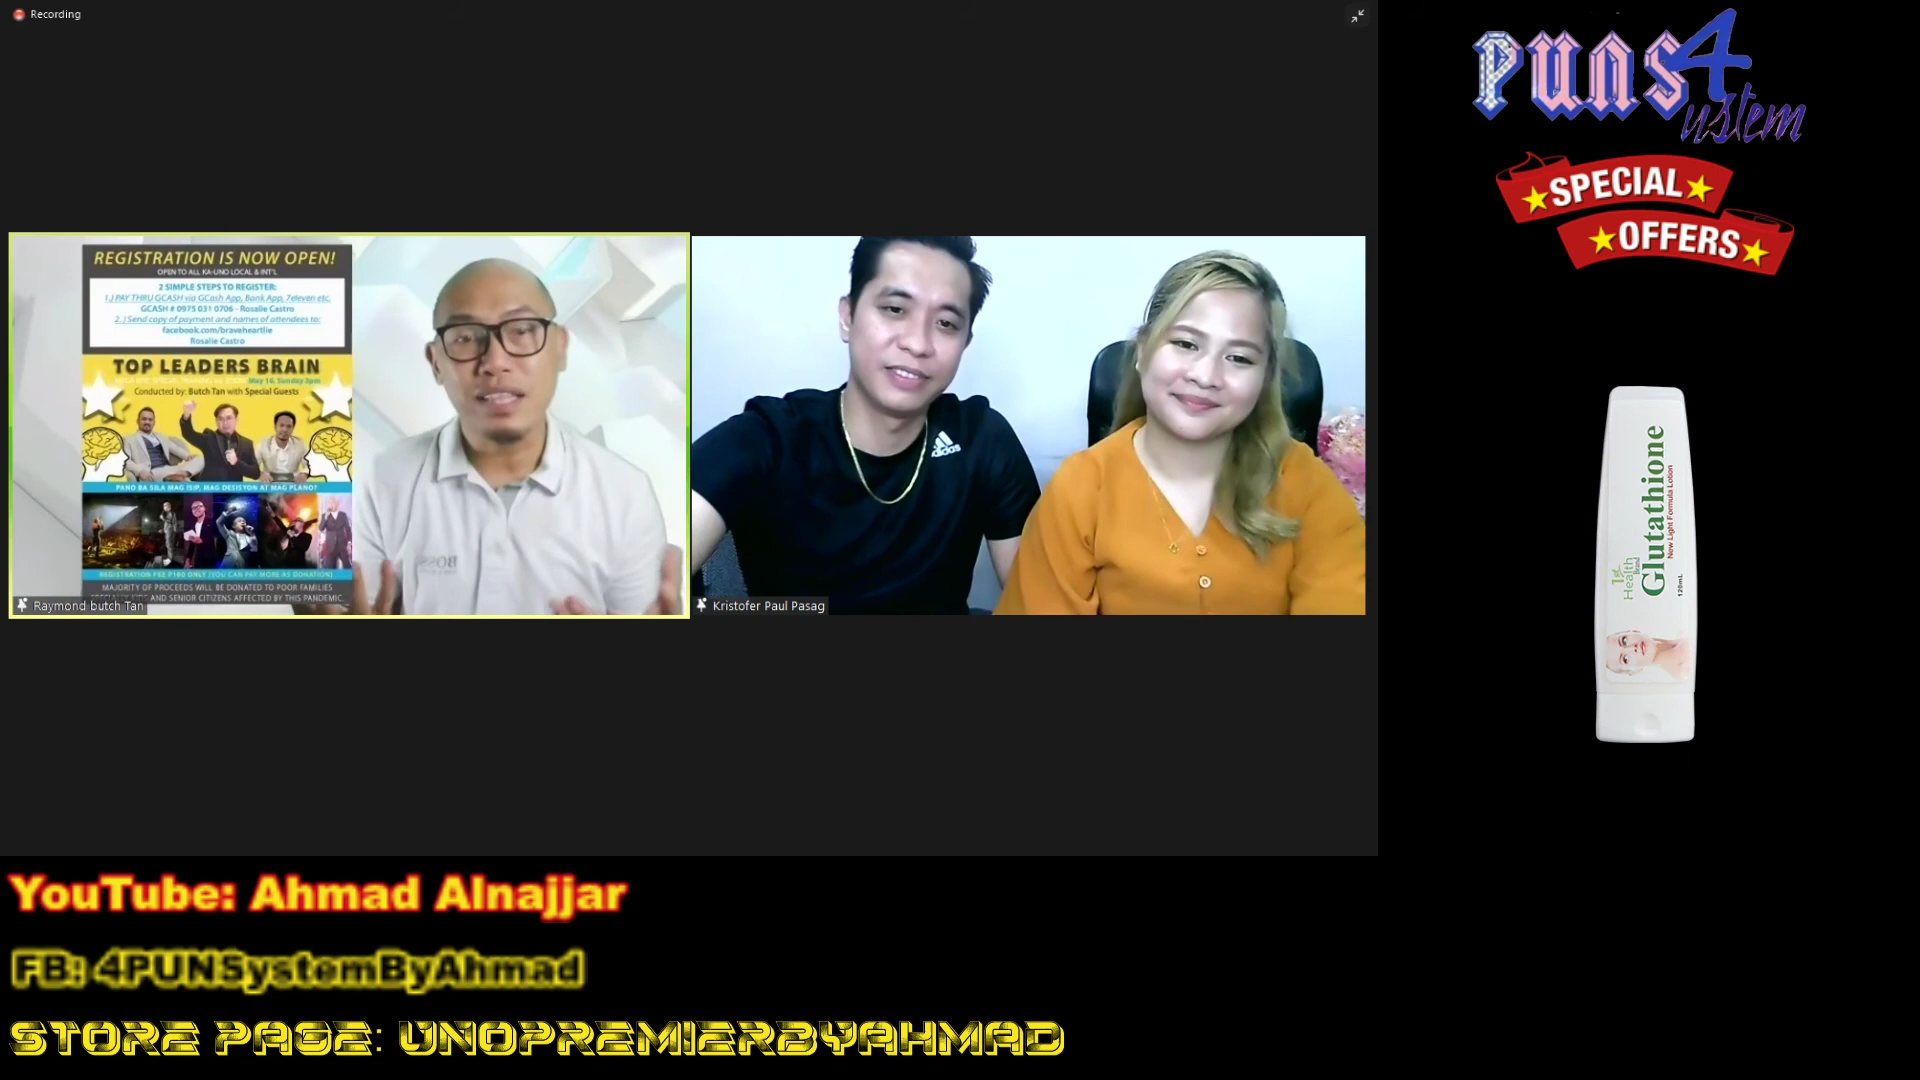 Recording
REGISTRATION IS NOW OPEN!
OPEN TO ALL KA-UNO LOCAL & INT'L
2 SIMPLE STEPS TO REGISTER:
1.) PAY THRU GCASH via GCash App, Bank App, 7eleven etc.
GCASH # 0975 031 0706 - Rosalie Castro
2. ) Send copy of payment and names of attendees to:
facebook.com/braveheartlie
Rosalie Castro
TOP LEADERS BRAIN
May 16, Sunday 3pm
Conducted by: Butch Tan with Special Guests
PANO BA SILA MAG ISIP, MAG DESISYON AT MAG PLANO?
REGISTRATION FEE P100 ONLY (YOU CAN PAY MORE AS DONATION)
MAJORITY OF PROCEEDS WILL BE DONATED TO POOR FAMILIES
AND SENIOR CITIZENS AFFECTED BY THIS PANDEMIC.
Raymond butch Tan
BOSS
adidas
Kristofer Paul Pasag
PUNS4
ystem
SPECIAL
OFFERS
1st
Health
Brand
Glutathione
New Light Formula Lotion
120mL
YouTube: Ahmad Alnajjar
FB: 4PUNSystemByAhmad
STORE PAGE: UNOPREMIERBYAHMAD